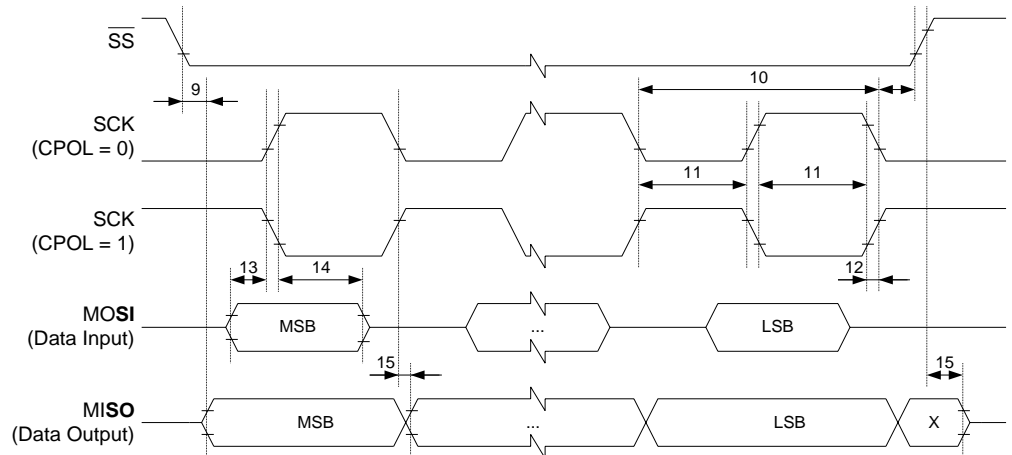 SS
9
10
SCK
(CPOL = 0)
11
11
SCK
(CPOL = 1)
13
14
12
MOSI
(Data Input)
MSB
...
LSB
15
15
MISO
(Data Output)
MSB
...
LSB
X